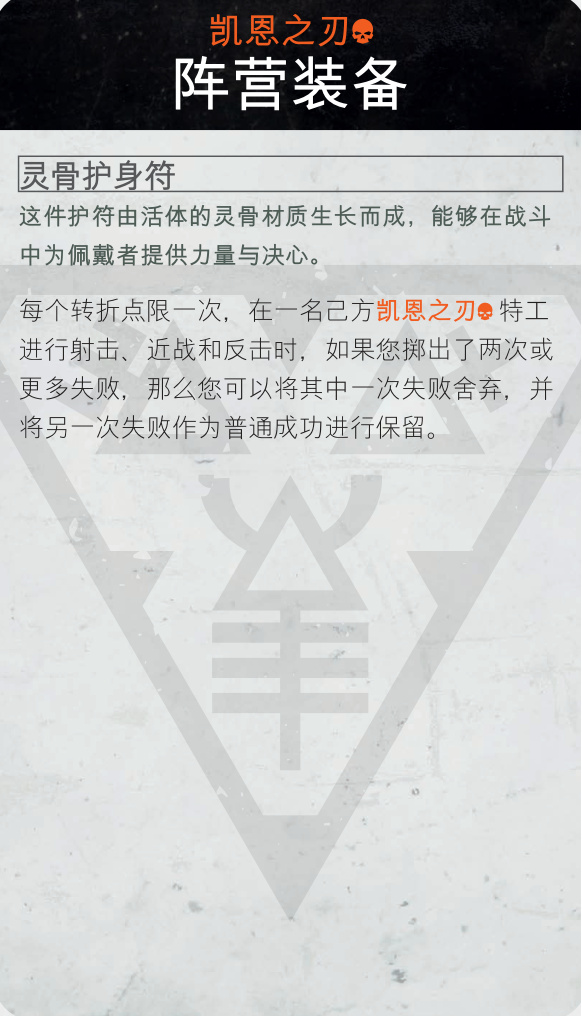 凯恩之刃
阵营装备
灵骨护身符
这件护符由活体的灵骨材质生长而成，能够在战斗
中为佩戴者提供力量与决心。
每个转折点限一次，在一名己方凯恩之刃 特工
进行射击、近战和反击时，如果您掷出了两次或
更多失败，那么您可以将其中一次失败舍弃，并
将另一次失败作为普通成功进行保留。